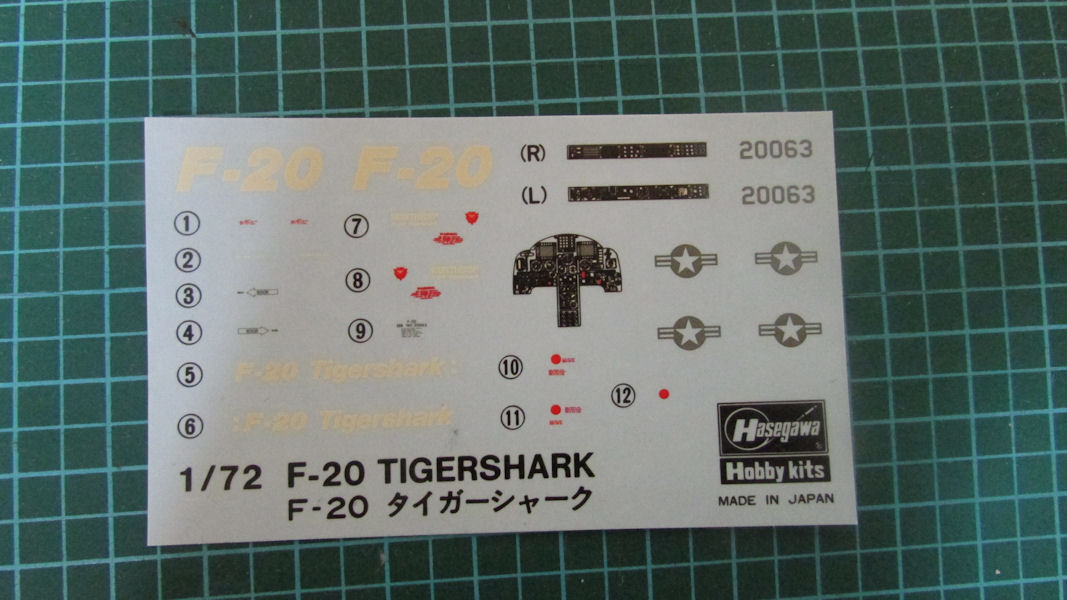 F-20 F-20
(R) 20063
(L) 20063
1
2
3
4
5 F-20 Tigershark
6 F-20 Tigershark
7
8
9
10
11
12
1/72 F-20 TIGERSHARK
F-20 タイガーシャーク
Hasegawa
Hobby kits
MADE IN JAPAN